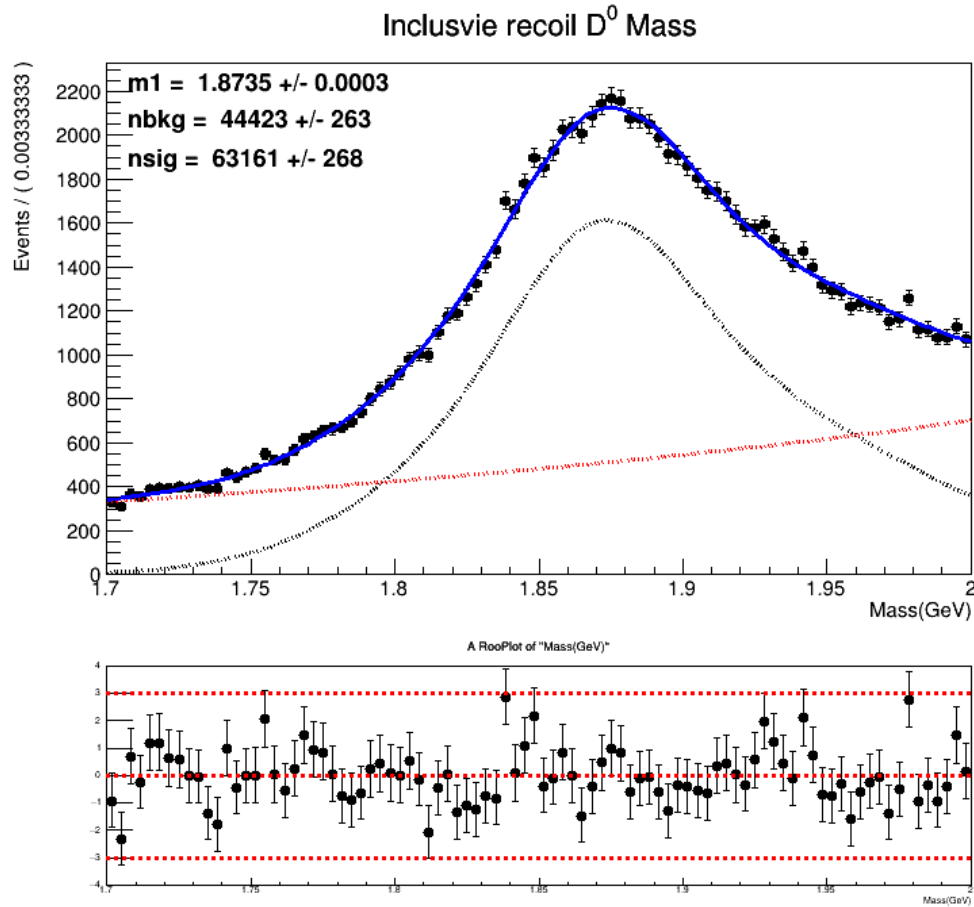 Inclusvie recoil D⁰ Mass
m1 = 1.8735 +/- 0.0003
nbkg = 44423 +/- 263
nsig = 63161 +/- 268
Events / ( 0.00333333 )
2200
2000
1800
1600
1400
1200
1000
800
600
400
200
0
1.7 1.75 1.8 1.85 1.9 1.95 2
Mass(GeV)
A RooPlot of "Mass(GeV)"
4
3
2
1
0
-1
-2
-3
-4
1.7 1.75 1.8 1.85 1.9 1.95 2
Mass(GeV)